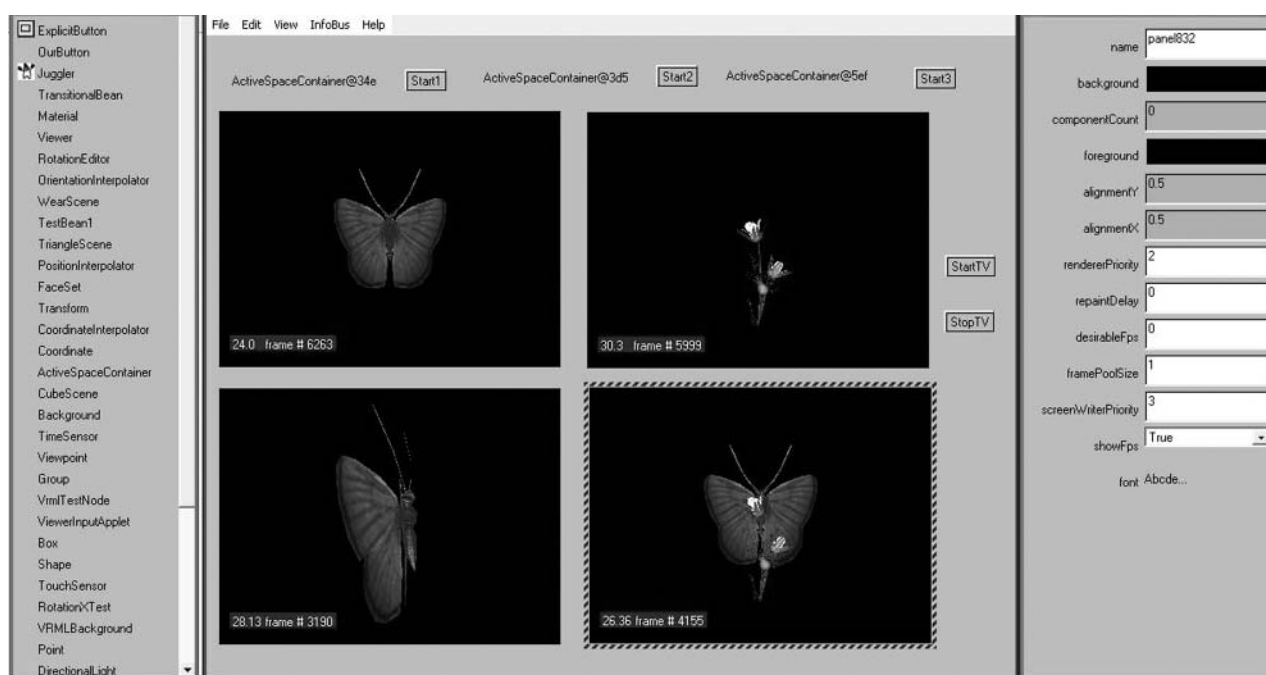 ExplicitButton
OurButton
Juggler
TransitionalBean
Material
Viewer
RotationEditor
OrientationInterpolator
WearScene
TestBean1
TriangleScene
PositionInterpolator
FaceSet
Transform
CoordinateInterpolator
Coordinate
ActiveSpaceContainer
CubeScene
Background
TimeSensor
Viewpoint
Group
VrmlTestNode
ViewerInputApplet
Box
Shape
TouchSensor
RotationXTest
VRMLBackground
Point
DirectionalLight
File Edit View InfoBus Help
ActiveSpaceContainer@34e Start1 ActiveSpaceContainer@3d5 Start2 ActiveSpaceContainer@5ef Start3
24.0 frame # 6263
30.3 frame # 5999
StartTV
StopTV
28.13 frame # 3190
26.36 frame # 4155
name panel832
background
componentCount 0
foreground
alignmentY 0.5
alignmentX 0.5
rendererPriority 2
repaintDelay 0
desirableFps 0
framePoolSize 1
screenWriterPriority 3
showFps True
font Abcde...